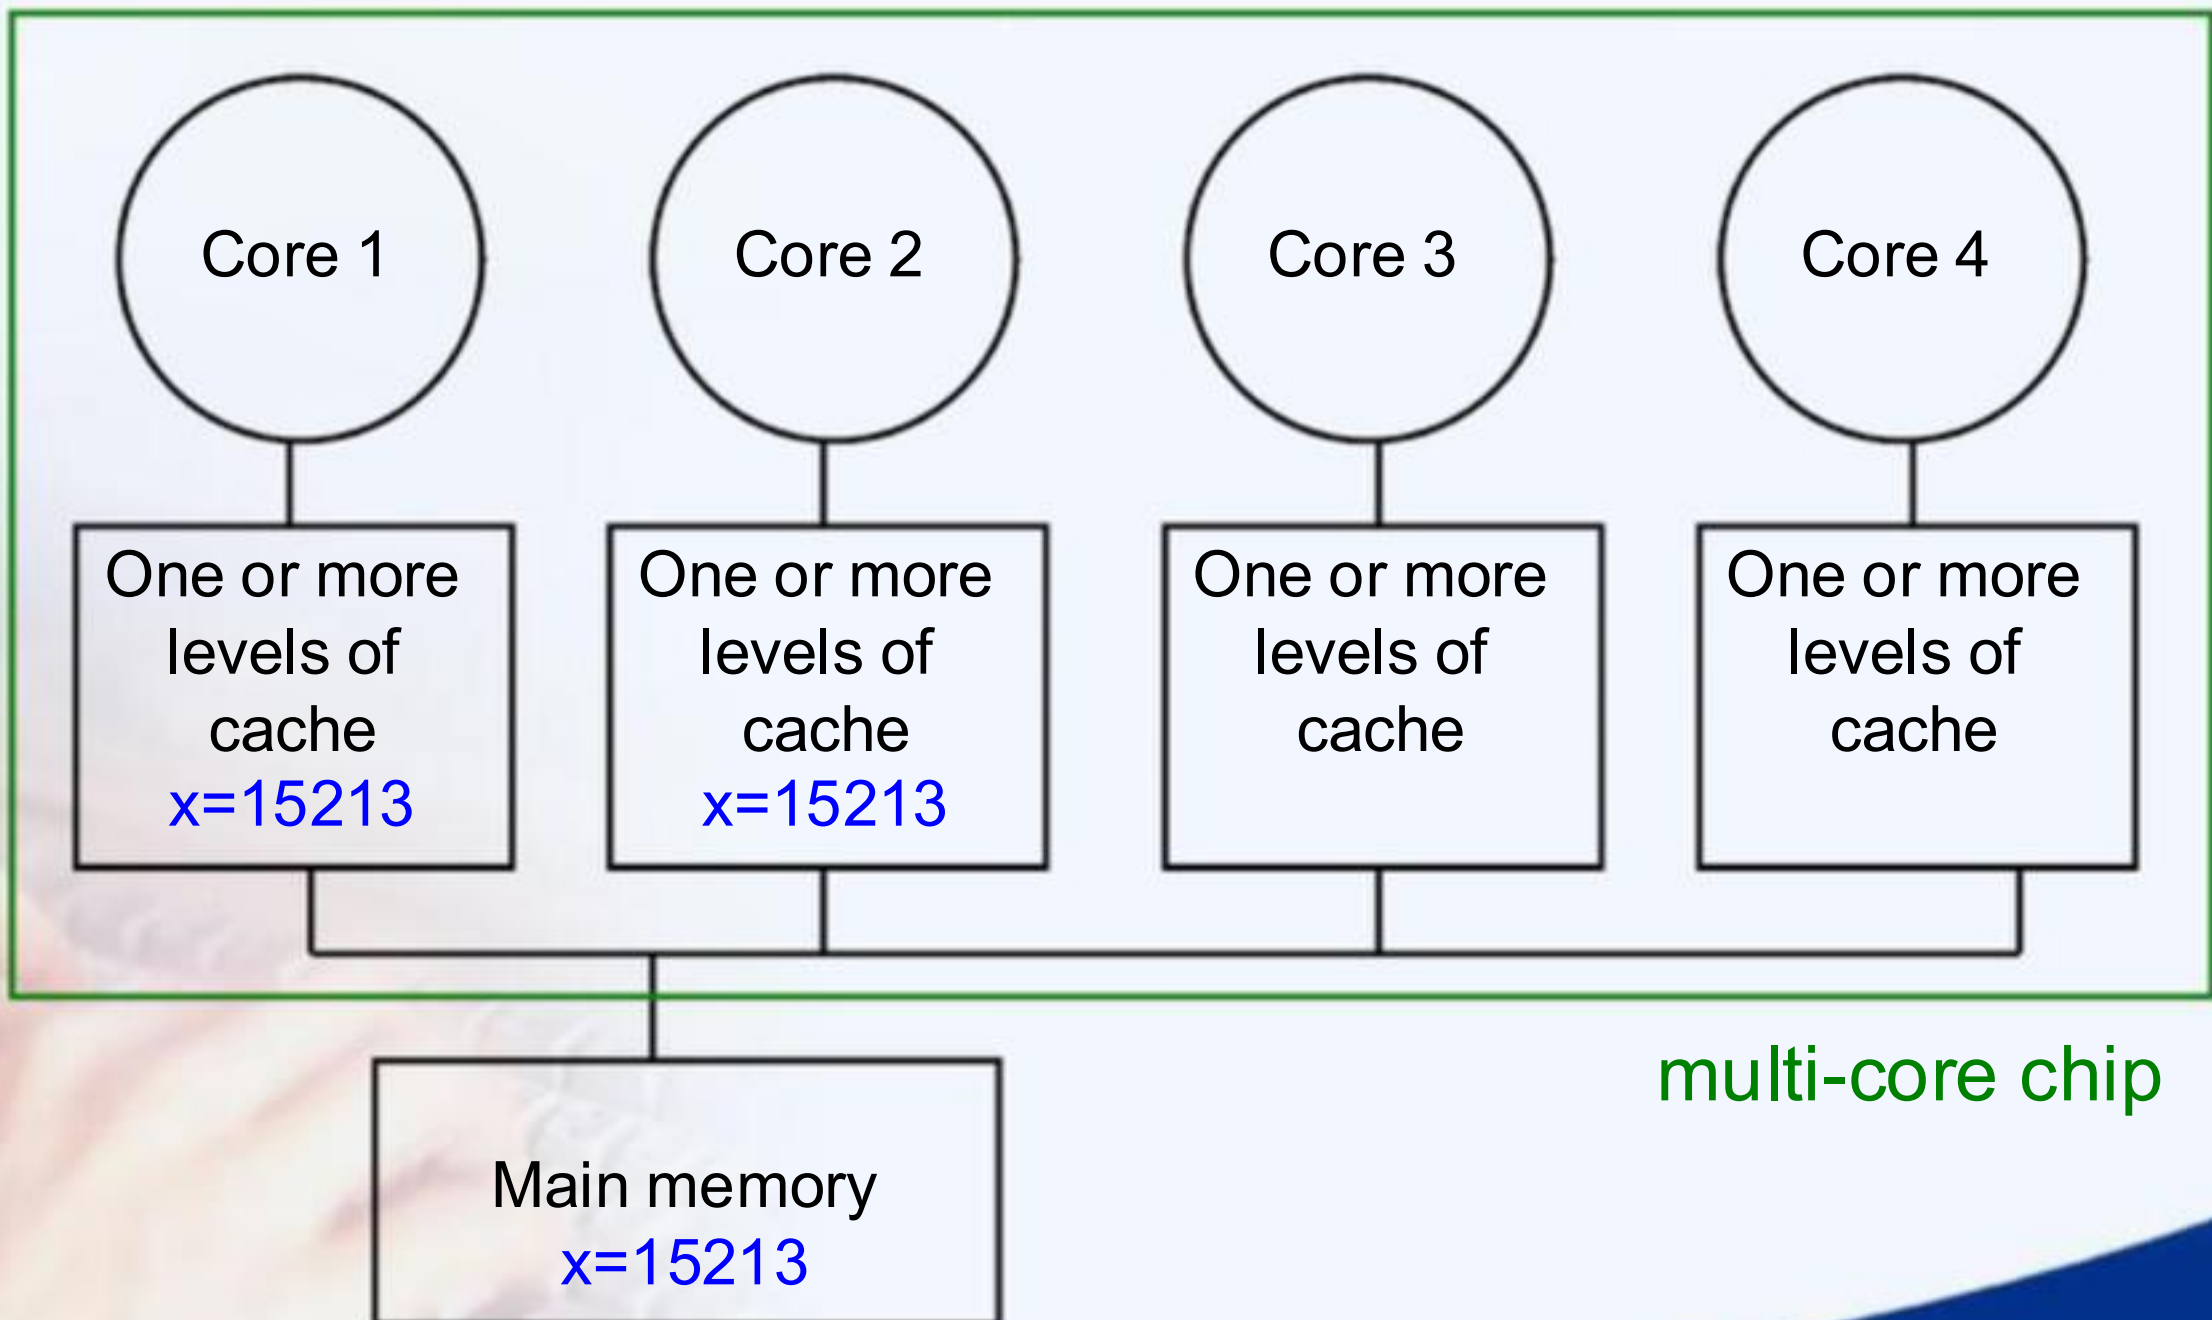 Core 1
Core 2
Core 3
Core 4
One or more
levels of
cache
x=15213
One or more
levels of
cache
x=15213
One or more
levels of
cache
One or more
levels of
cache
multi-core chip
Main memory
x=15213